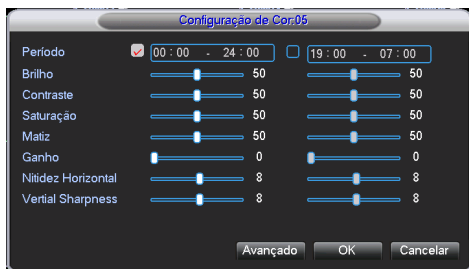 Configuração de Cor:05
Período 00:00 - 24:00 19:00 - 07:00
Brilho 50 50
Contraste 50 50
Saturação 50 50
Matiz 50 50
Ganho 0 0
Nitidez Horizontal 8 8
Vertial Sharpness 8 8
Avançado OK Cancelar